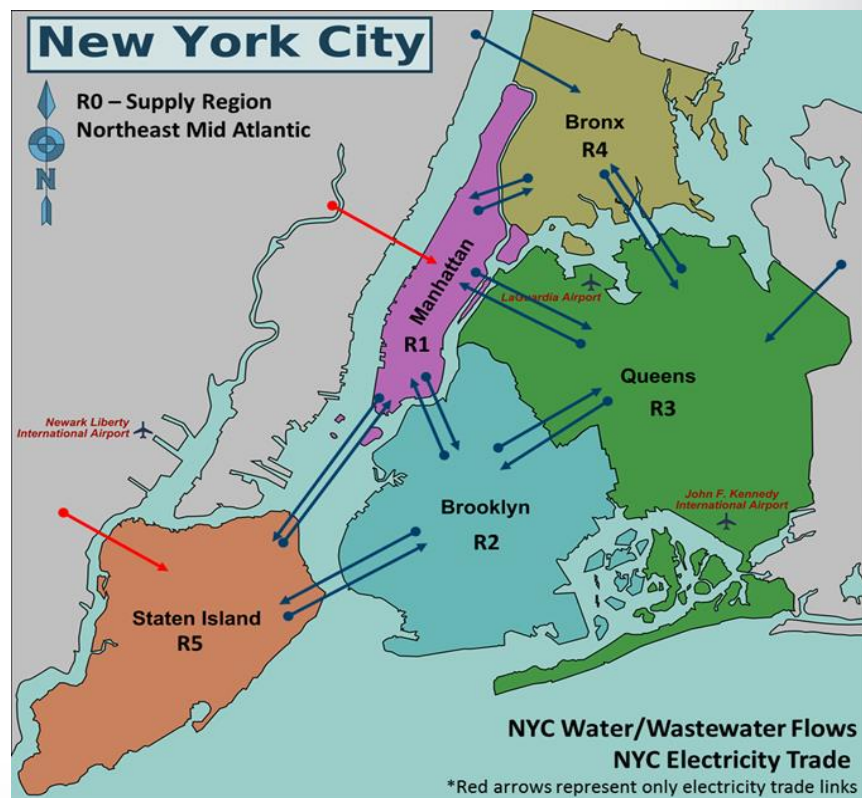 New York City
R0 – Supply Region
Northeast Mid Atlantic
N
Bronx
R4
Manhattan
R1
LaGuardia Airport
Queens
R3
Newark Liberty
International Airport
John F. Kennedy
International Airport
Brooklyn
R2
Staten Island
R5
NYC Water/Wastewater Flows
NYC Electricity Trade
*Red arrows represent only electricity trade links